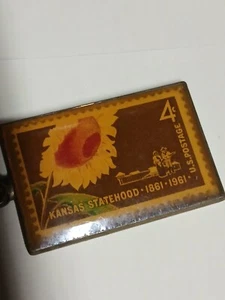 4¢
U.S. POSTAGE
KANSAS STATEHOOD · 1861 · 1961 ·